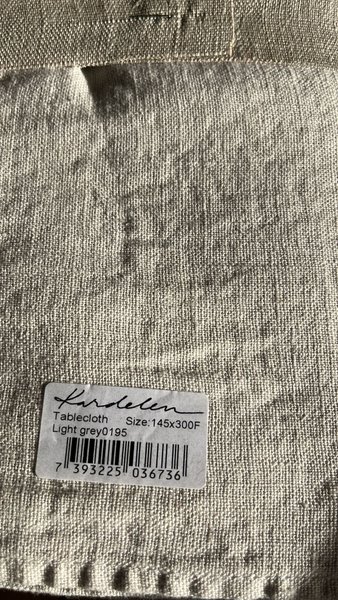 Kardelen
Tablecloth Size:145x300F
Light grey0195
7 393225 036736